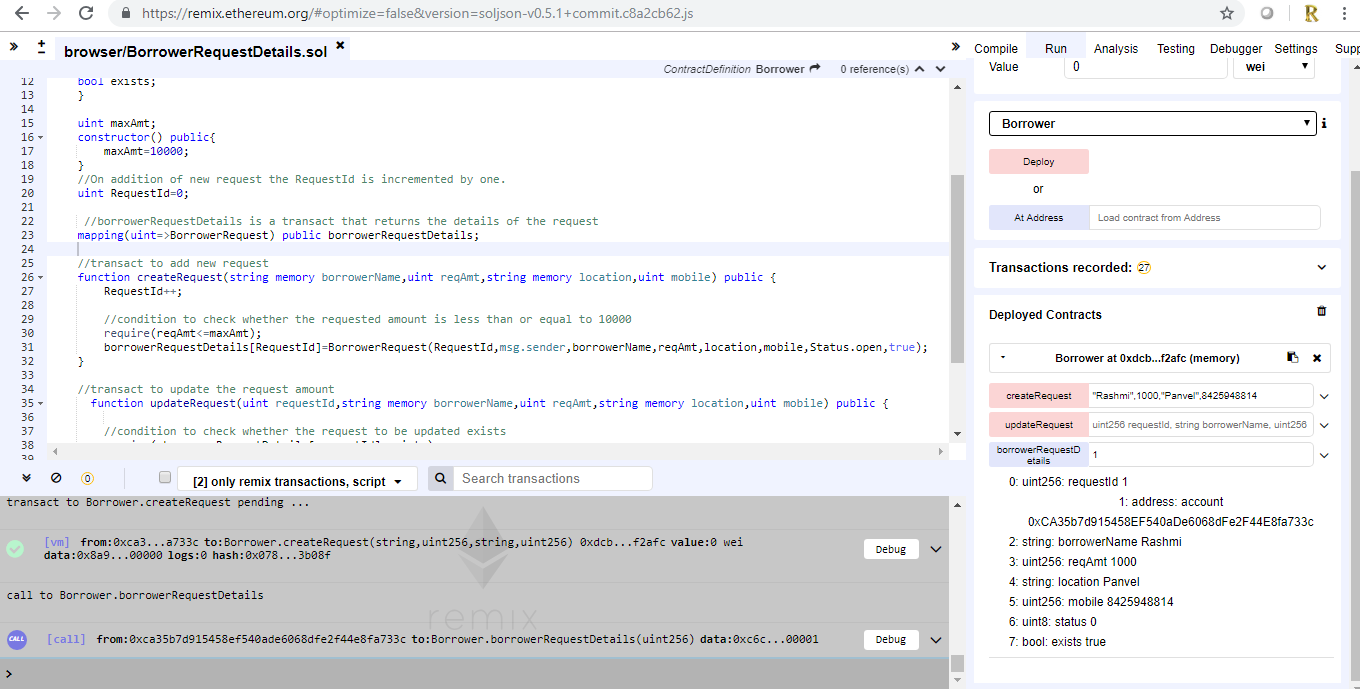 https://remix.ethereum.org/#optimize=false&version=soljson-v0.5.1+commit.c8a2cb62.js
browser/BorrowerRequestDetails.sol
ContractDefinition Borrower 0 reference(s)
12 bool exists;
13 }
14
15 uint maxAmt;
16 constructor() public{
17 maxAmt=10000;
18 }
19 //On addition of new request the RequestId is incremented by one.
20 uint RequestId=0;
21
22 //borrowerRequestDetails is a transact that returns the details of the request
23 mapping(uint=>BorrowerRequest) public borrowerRequestDetails;
24
25 //transact to add new request
26 function createRequest(string memory borrowerName,uint reqAmt,string memory location,uint mobile) public {
27 RequestId++;
28
29 //condition to check whether the requested amount is less than or equal to 10000
30 require(reqAmt<=maxAmt);
31 borrowerRequestDetails[RequestId]=BorrowerRequest(RequestId,msg.sender,borrowerName,reqAmt,location,mobile,Status.open,true);
32 }
33
34 //transact to update the request amount
35 function updateRequest(uint requestId,string memory borrowerName,uint reqAmt,string memory location,uint mobile) public {
36
37 //condition to check whether the request to be updated exists
38
39
0
[2] only remix transactions, script
Search transactions
transact to Borrower.createRequest pending ...
[vm] from:0xca3...a733c to:Borrower.createRequest(string,uint256,string,uint256) 0xdcb...f2afc value:0 wei
data:0x8a9...00000 logs:0 hash:0x078...3b08f
Debug
call to Borrower.borrowerRequestDetails
remix
CALL [call] from:0xca35b7d915458ef540ade6068dfe2f44e8fa733c to:Borrower.borrowerRequestDetails(uint256) data:0xc6c...00001
Debug
>
Compile Run Analysis Testing Debugger Settings Supp
Value 0 wei
Borrower
Deploy
or
At Address Load contract from Address
Transactions recorded: 27
Deployed Contracts
Borrower at 0xdcb...f2afc (memory)
createRequest "Rashmi",1000,"Panvel",8425948814
updateRequest uint256 requestId, string borrowerName, uint256
borrowerRequestD
etails 1
0: uint256: requestId 1
1: address: account
0xCA35b7d915458EF540aDe6068dFe2F44E8fa733c
2: string: borrowerName Rashmi
3: uint256: reqAmt 1000
4: string: location Panvel
5: uint256: mobile 8425948814
6: uint8: status 0
7: bool: exists true